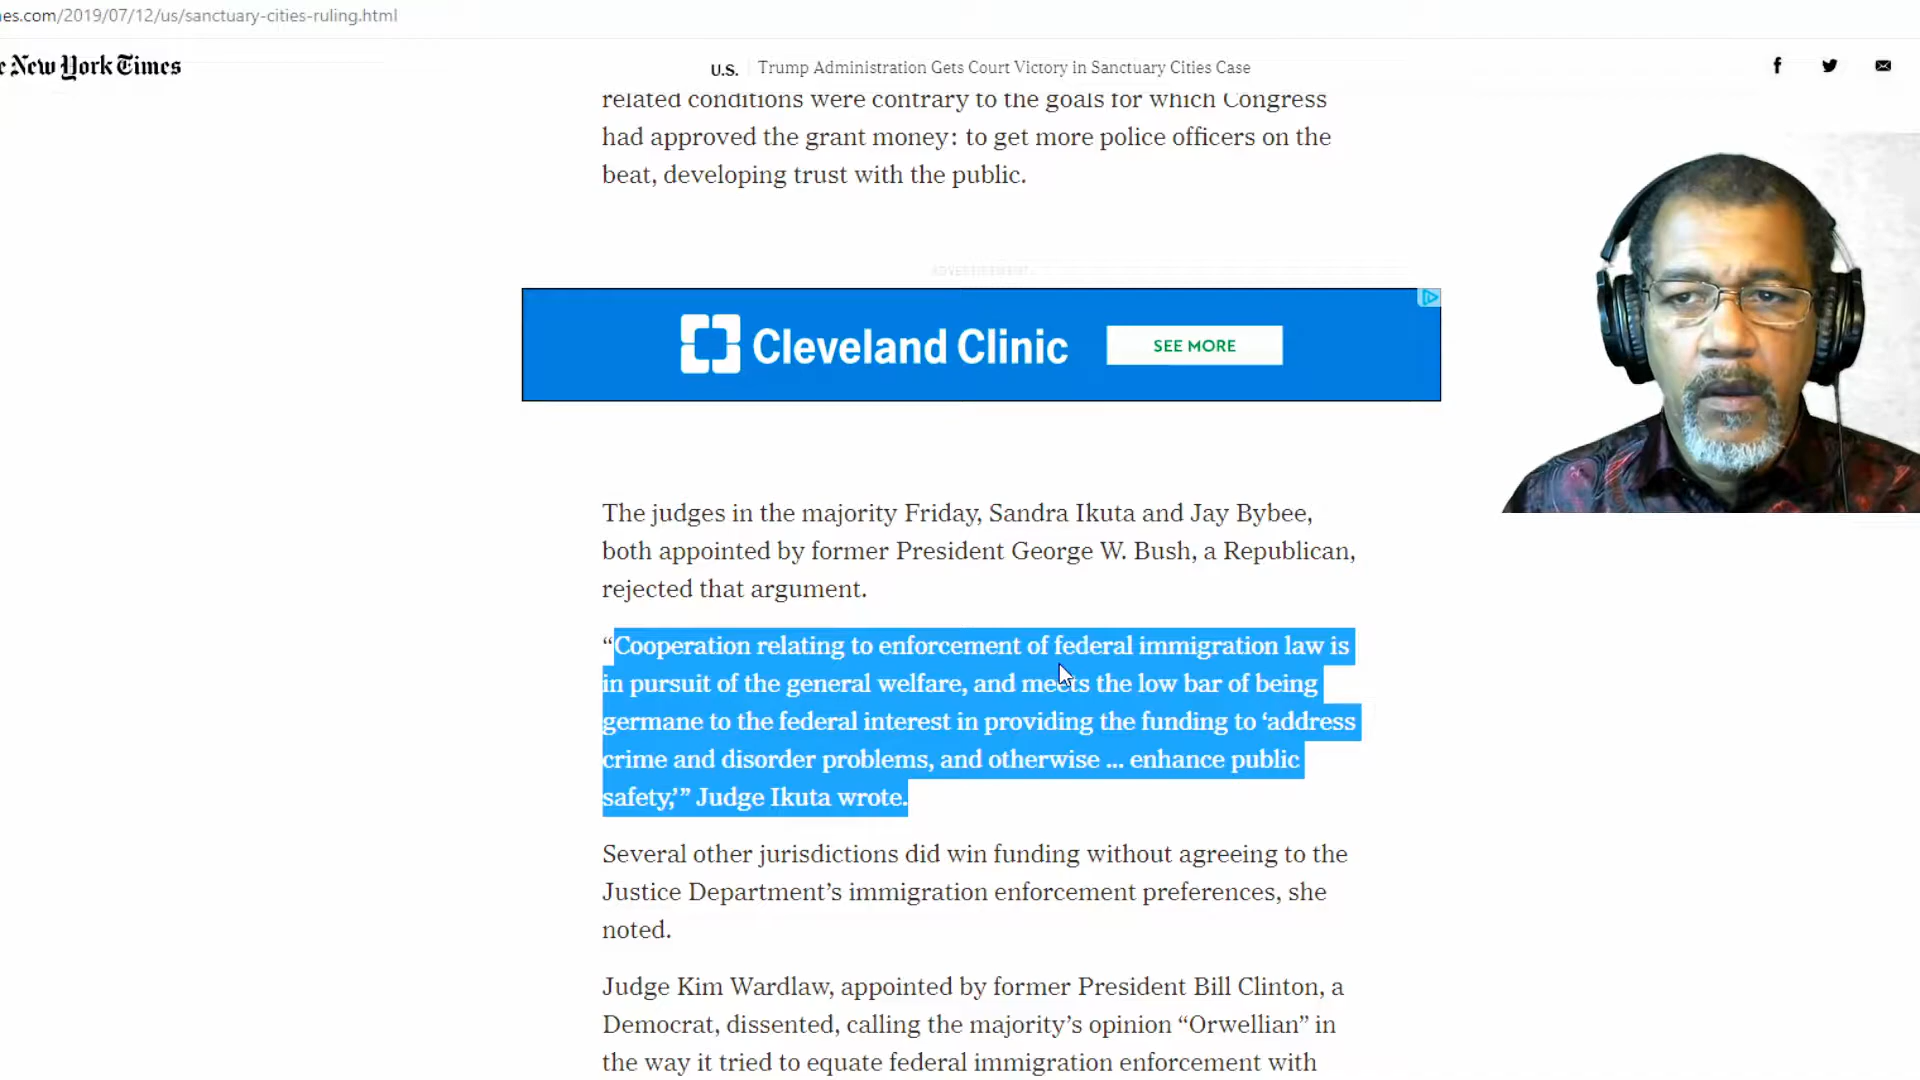 es.com/2019/07/12/us/sanctuary-cities-ruling.html
e New York Times
U.S. Trump Administration Gets Court Victory in Sanctuary Cities Case
related conditions were contrary to the goals for which Congress
had approved the grant money: to get more police officers on the
beat, developing trust with the public.
ADVERTISEMENT
Cleveland Clinic
SEE MORE
The judges in the majority Friday, Sandra Ikuta and Jay Bybee,
both appointed by former President George W. Bush, a Republican,
rejected that argument.
“Cooperation relating to enforcement of federal immigration law is
in pursuit of the general welfare, and meets the low bar of being
germane to the federal interest in providing the funding to ‘address
crime and disorder problems, and otherwise ... enhance public
safety,’” Judge Ikuta wrote.
Several other jurisdictions did win funding without agreeing to the
Justice Department’s immigration enforcement preferences, she
noted.
Judge Kim Wardlaw, appointed by former President Bill Clinton, a
Democrat, dissented, calling the majority’s opinion “Orwellian” in
the way it tried to equate federal immigration enforcement with